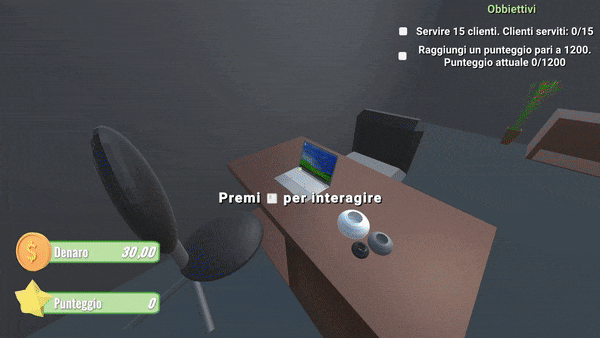 Obbiettivi
Servire 15 clienti. Clienti serviti: 0/15
Raggiungi un punteggio pari a 1200.
Punteggio attuale 0/1200
Premi per interagire
Denaro 30,00
Punteggio 0